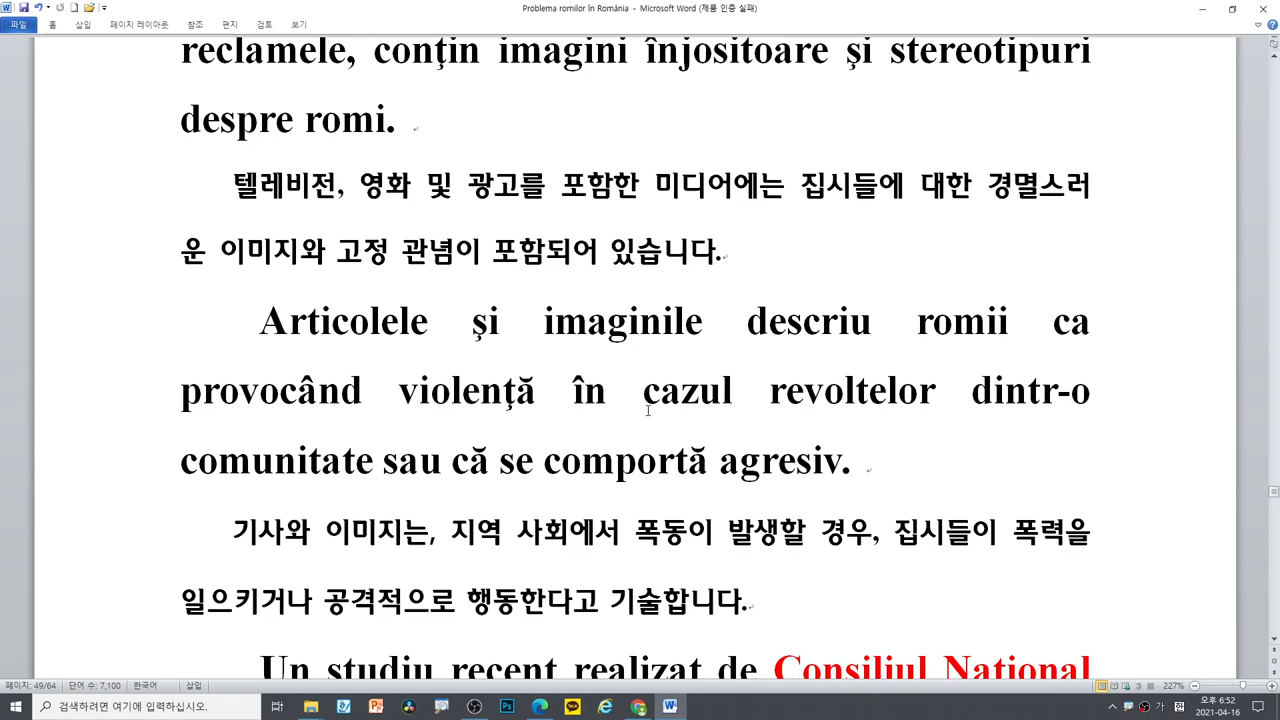 Problema romilor în România - Microsoft Word (제품 인증 실패)
파일 홈 삽입 페이지 레이아웃 참조 편지 검토 보기
reclamele, conţin imagini înjositoare şi stereotipuri
despre romi.
텔레비전, 영화 및 광고를 포함한 미디어에는 집시들에 대한 경멸스러
운 이미지와 고정 관념이 포함되어 있습니다.
Articolele şi imaginile descriu romii ca
provocând violenţă în cazul revoltelor dintr-o
comunitate sau că se comportă agresiv.
기사와 이미지는, 지역 사회에서 폭동이 발생할 경우, 집시들이 폭력을
일으키거나 공격적으로 행동한다고 기술합니다.
Un studiu recent realizat de Consiliul National
페이지: 49/64 단어 수: 7,100 한국어 삽입 227%
검색하려면 여기에 입력하십시오.
오후 6:52
2021-04-16